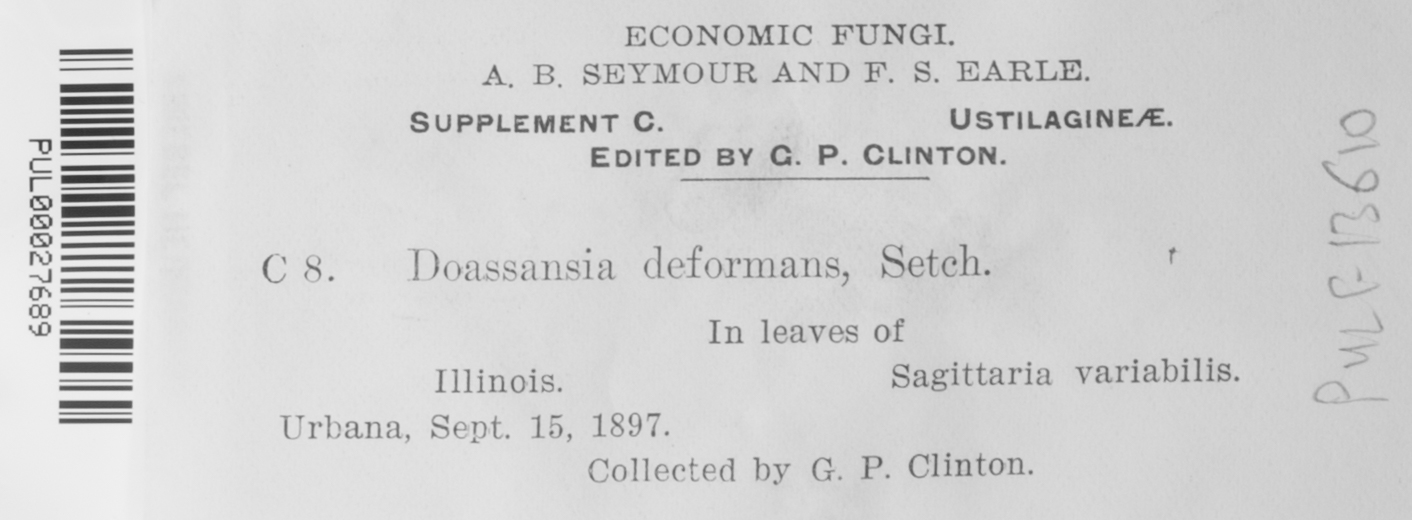 ECONOMIC FUNGI.
A. B. SEYMOUR AND F. S. EARLE.
SUPPLEMENT C. USTILAGINEÆ.
EDITED BY G. P. CLINTON.
C 8. Doassansia deformans, Setch.
In leaves of
Illinois. Sagittaria variabilis.
Urbana, Sept. 15, 1897.
Collected by G. P. Clinton.
PUL00027689
PULF 13610